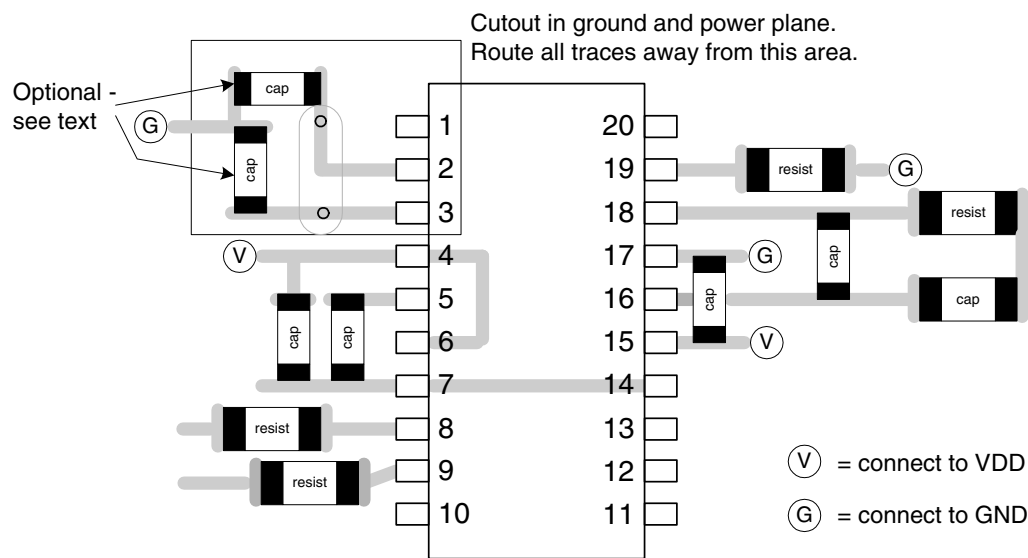 Cutout in ground and power plane.
Route all traces away from this area.
Optional -
see text
cap
G
cap
1
2
3
V
4
5
6
cap
cap
7
resist
8
resist
9
10
20
19
resist
G
18
resist
17
G
cap
cap
16
cap
15
V
14
13
12
11
V = connect to VDD
G = connect to GND